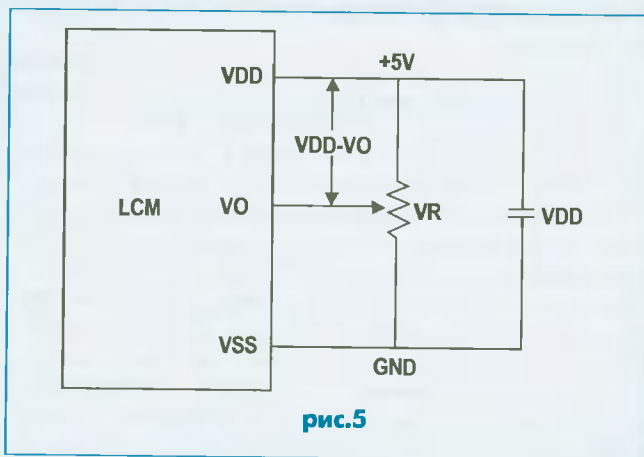 +5V
VDD
VDD-VO
LCM
VO
VR
VDD
VSS
GND
рис.5